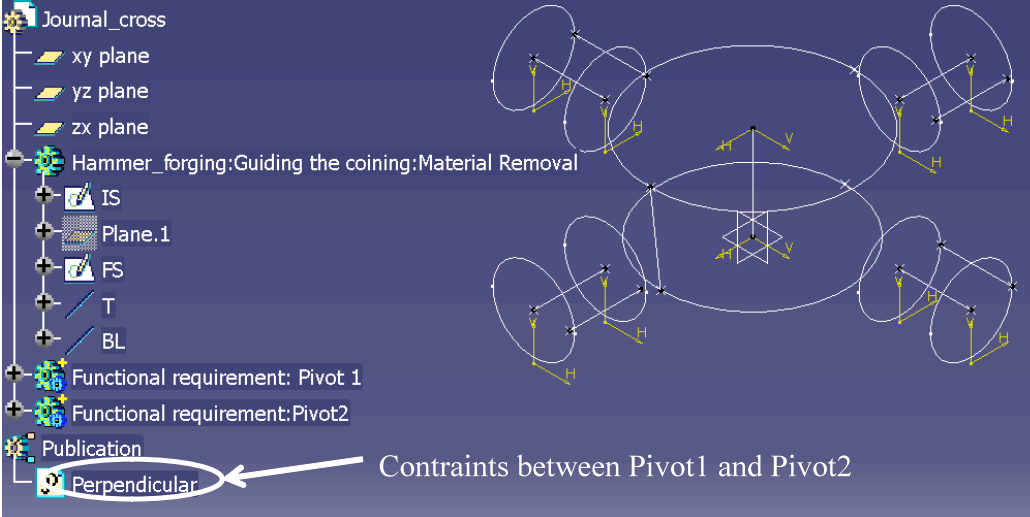 Journal_cross
xy plane
yz plane
zx plane
Hammer_forging:Guiding the coining:Material Removal
IS
Plane.1
FS
T
BL
Functional requirement: Pivot 1
Functional requirement:Pivot2
Publication
Perpendicular
Contraints between Pivot1 and Pivot2
V
H
V
H
V
H
V
H
H
V
H
V
V
H
V
H
V
H
V
H